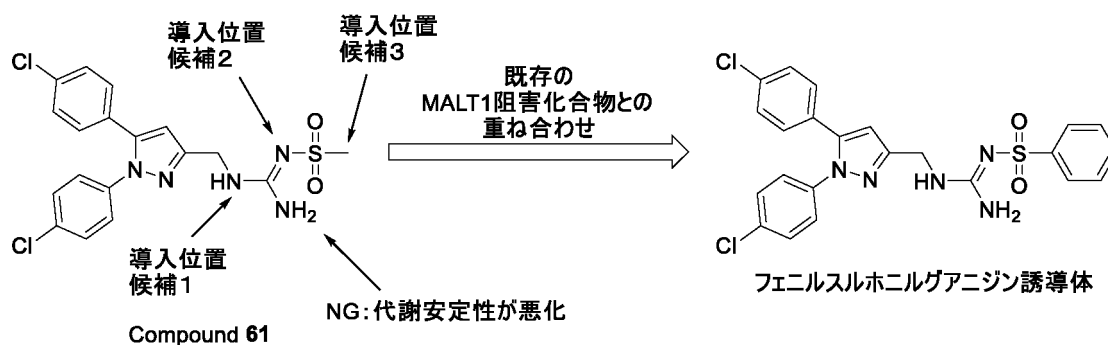 Cl
Cl
N
N
HN
N
S
O
O
NH2
導入位置
候補2
導入位置
候補3
導入位置
候補1
NG：代謝安定性が悪化
Compound 61
既存の
MALT1阻害化合物との
重ね合わせ
Cl
Cl
N
N
HN
N
S
O
O
NH2
フェニルスルホニルグアニジン誘導体